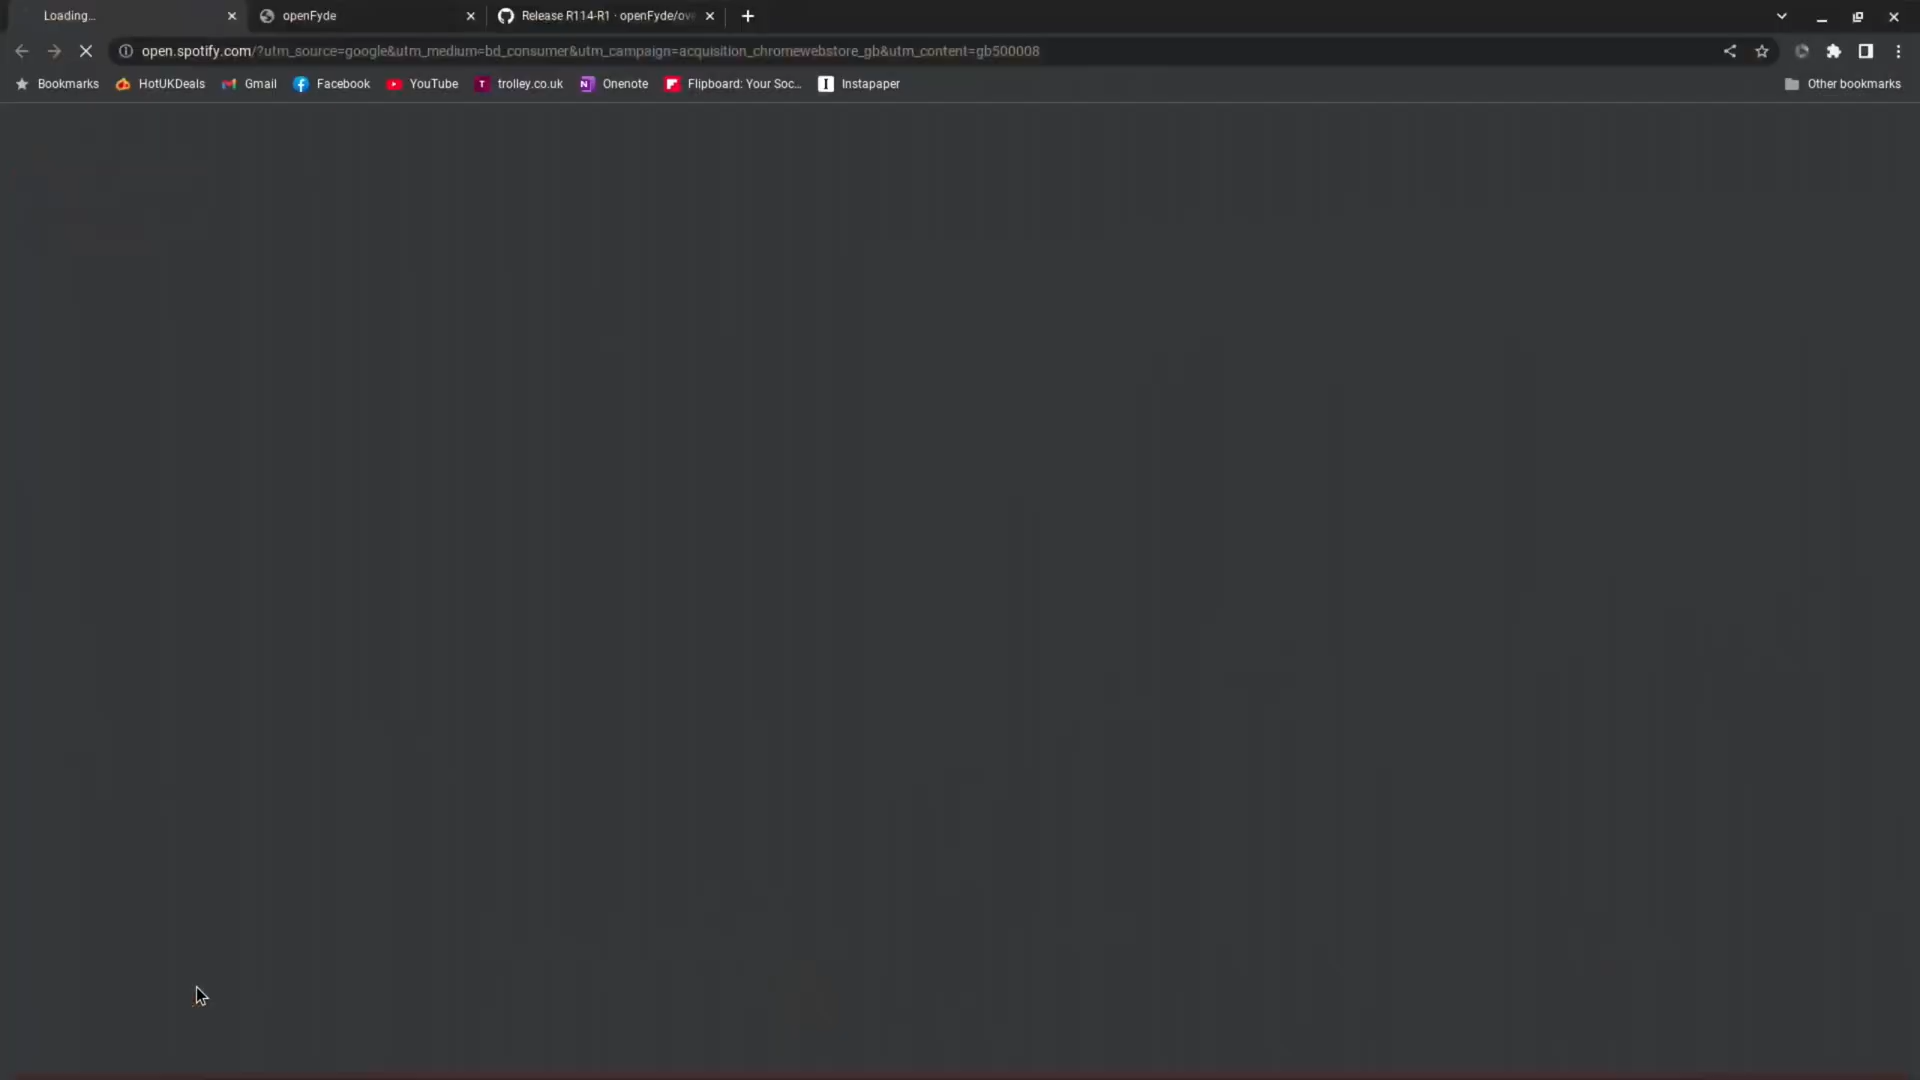 Loading...
openFyde
Release R114-R1 · openFyde/ov
open.spotify.com/?utm_source=google&utm_medium=bd_consumer&utm_campaign=acquisition_chromewebstore_gb&utm_content=gb500008
Bookmarks HotUKDeals Gmail Facebook YouTube trolley.co.uk Onenote Flipboard: Your Soc... Instapaper Other bookmarks